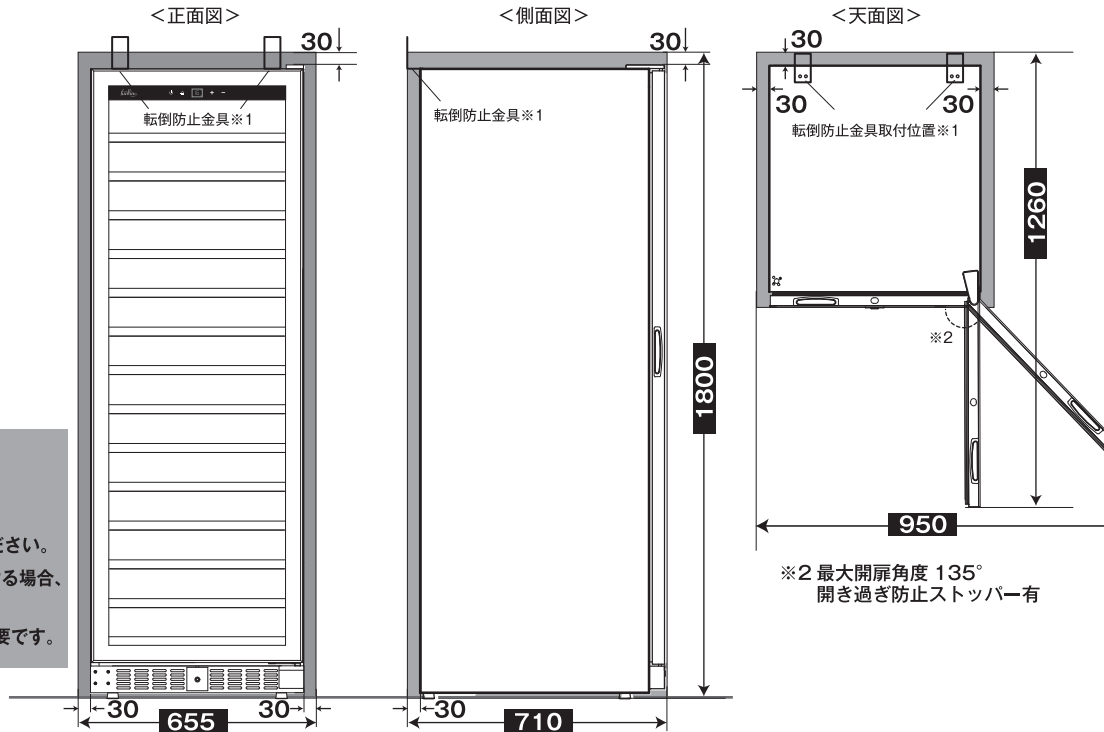 ＜正面図＞
30
転倒防止金具※1
30
30
655
＜側面図＞
30
転倒防止金具※1
1800
30
710
＜天面図＞
30
30
30
転倒防止金具取付位置※1
1260
※2
950
※2 最大開扉角度 135°
開き過ぎ防止ストッパー有
ださい。
る場合、
要です。